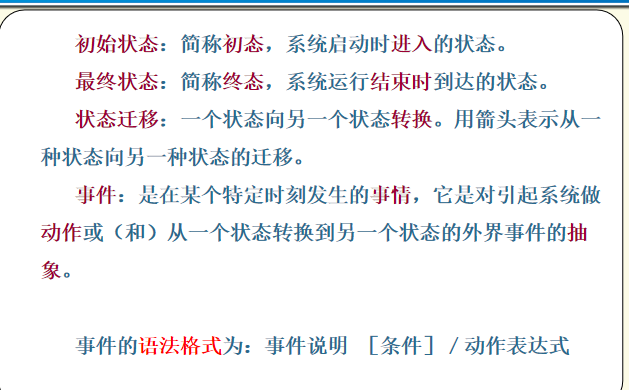 初始状态：简称初态，系统启动时进入的状态。
最终状态：简称终态，系统运行结束时到达的状态。
状态迁移：一个状态向另一个状态转换。用箭头表示从一
种状态向另一种状态的迁移。
事件：是在某个特定时刻发生的事情，它是对引起系统做
动作或（和）从一个状态转换到另一个状态的外界事件的抽
象。
事件的语法格式为：事件说明 ［条件］/动作表达式